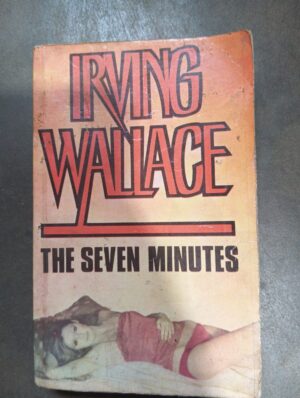 IRVING
WALLACE
THE SEVEN MINUTES